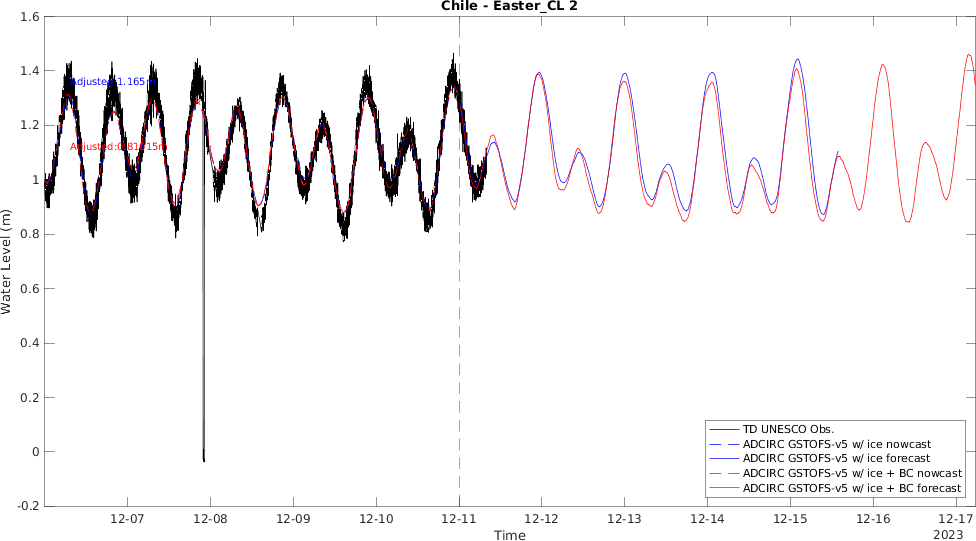 Chile - Easter_CL 2
1.6
1.4
1.2
1
0.8
0.6
0.4
0.2
0
-0.2
Water Level (m)
12-07
12-08
12-09
12-10
12-11
12-12
12-13
12-14
12-15
12-16
12-17
2023
Time
TD UNESCO Obs.
ADCIRC GSTOFS-v5 w/ ice nowcast
ADCIRC GSTOFS-v5 w/ ice forecast
ADCIRC GSTOFS-v5 w/ ice + BC nowcast
ADCIRC GSTOFS-v5 w/ ice + BC forecast